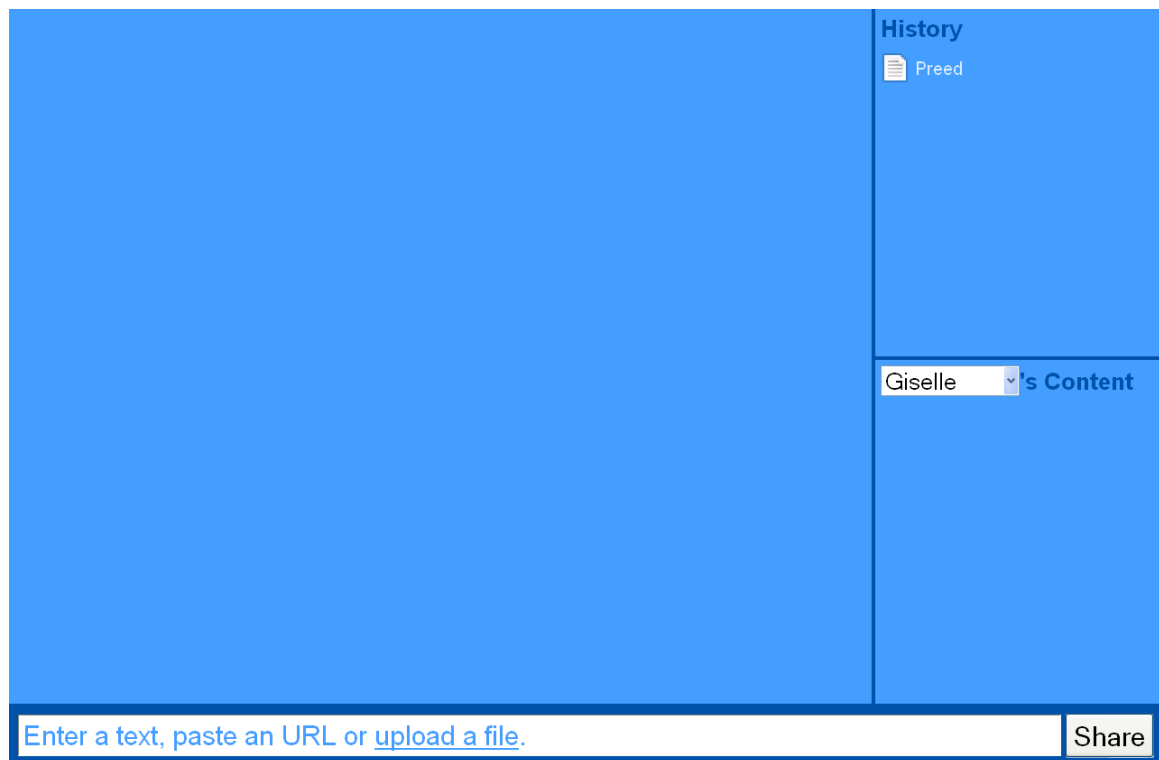 History
Preed
Giselle's Content
Enter a text, paste an URL or upload a file.
Share